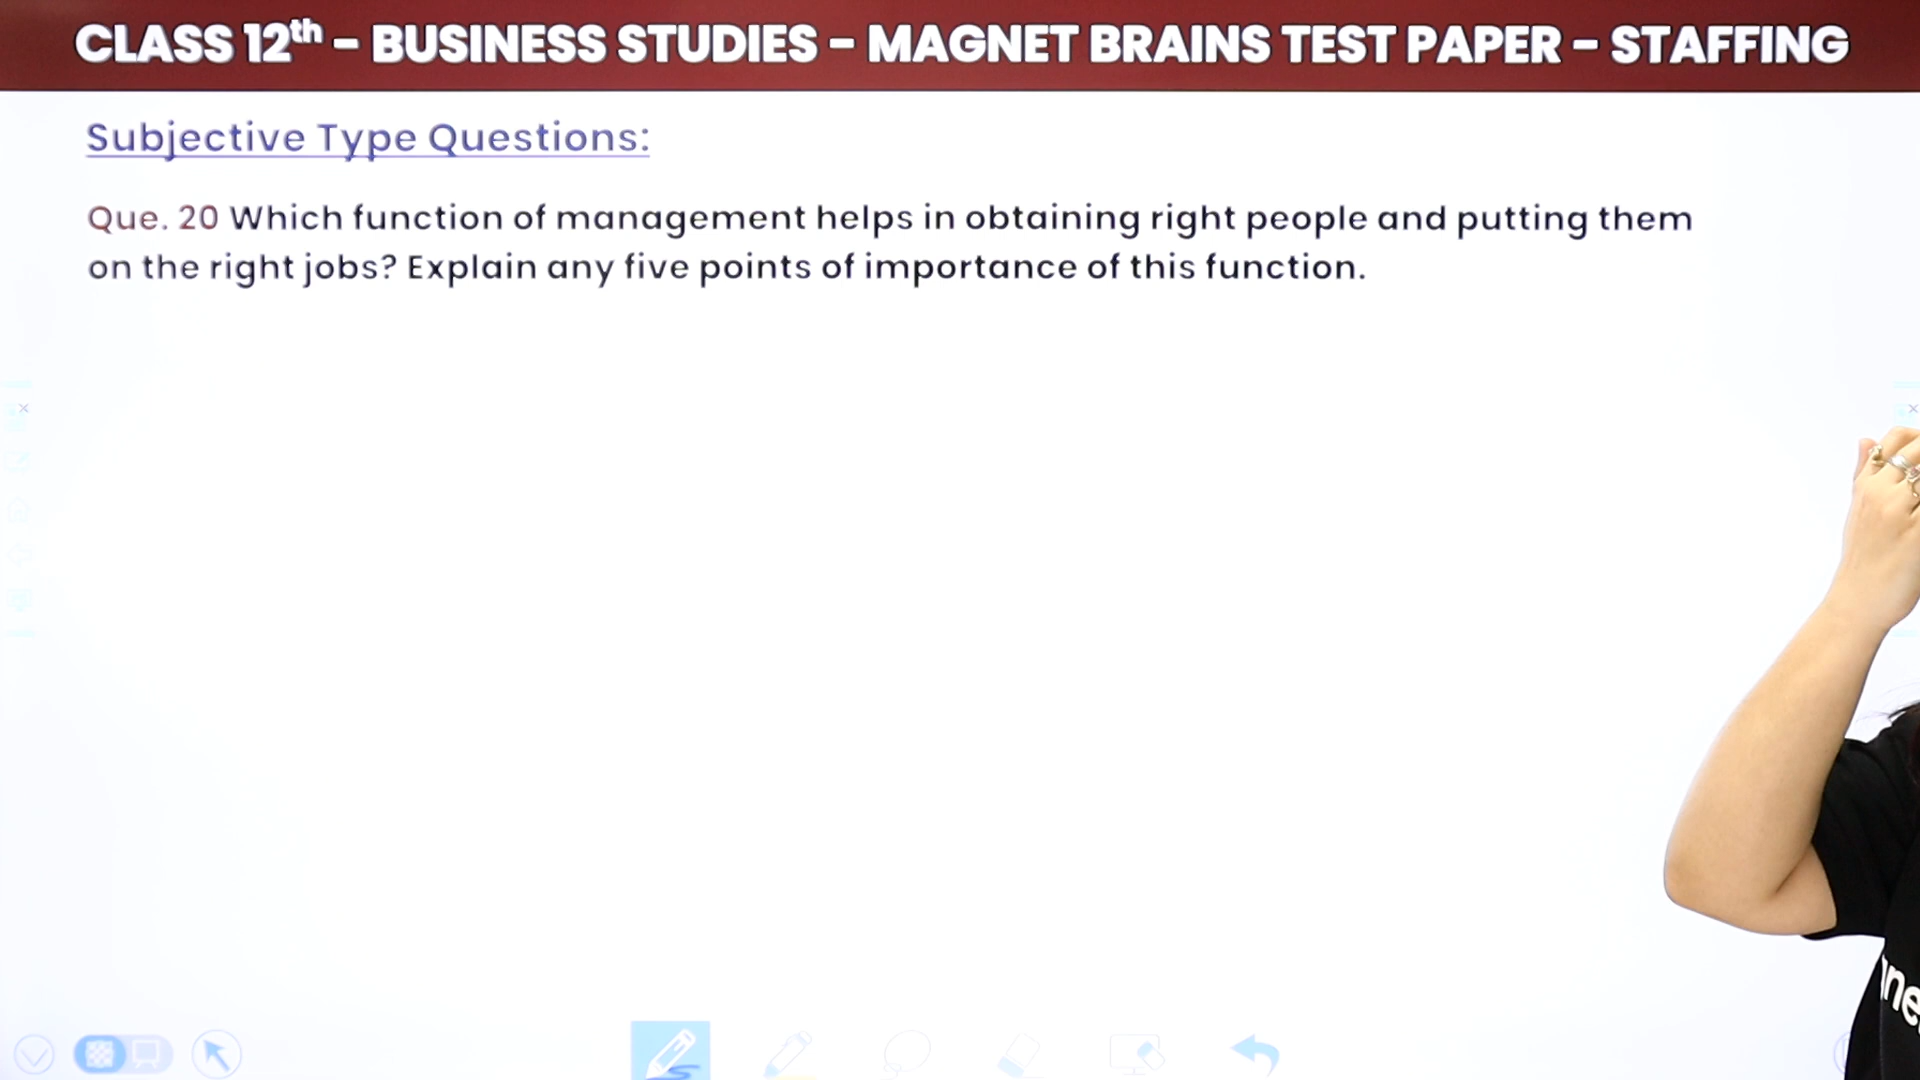 CLASS 12th - BUSINESS STUDIES - MAGNET BRAINS TEST PAPER - STAFFING
Subjective Type Questions:
Que. 20 Which function of management helps in obtaining right people and putting them
on the right jobs? Explain any five points of importance of this function.